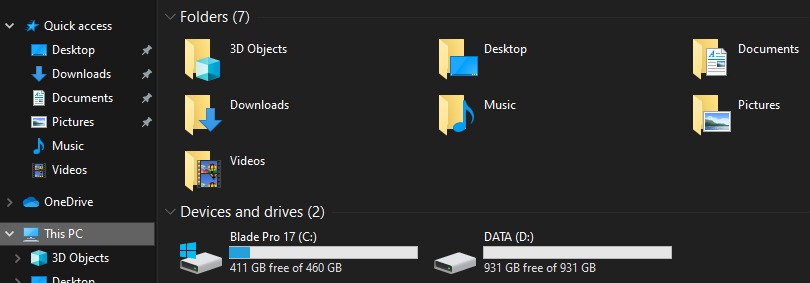 Quick access
Desktop
Downloads
Documents
Pictures
Music
Videos
OneDrive
This PC
3D Objects
Desktop
Folders (7)
3D Objects
Desktop
Documents
Downloads
Music
Pictures
Videos
Devices and drives (2)
Blade Pro 17 (C:)
411 GB free of 460 GB
DATA (D:)
931 GB free of 931 GB